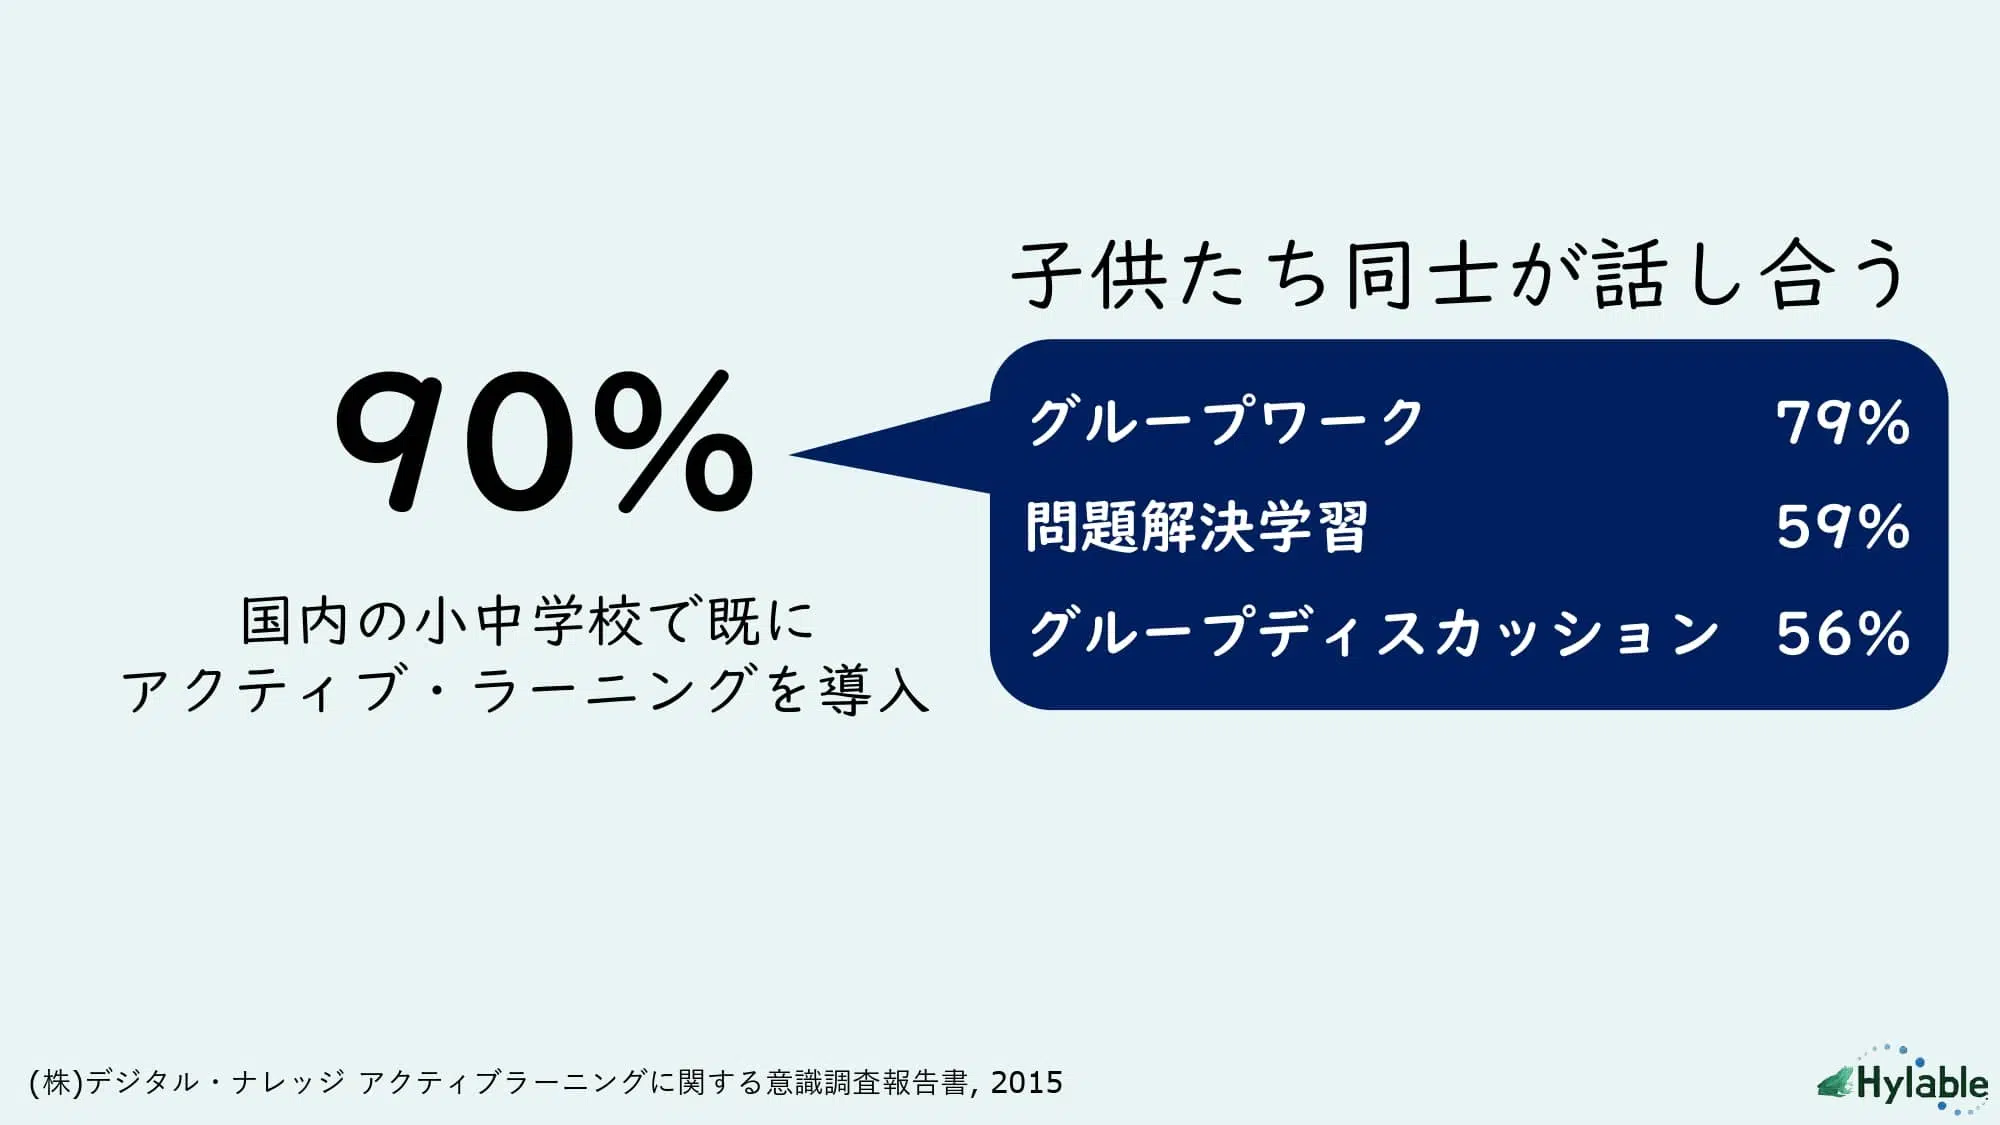 90%
国内の小中学校で既に
アクティブ・ラーニングを導入
子供たち同士が話し合う
グループワーク 79%
問題解決学習 59%
グループディスカッション 56%
(株)デジタル・ナレッジ アクティブラーニングに関する意識調査報告書, 2015
Hylable